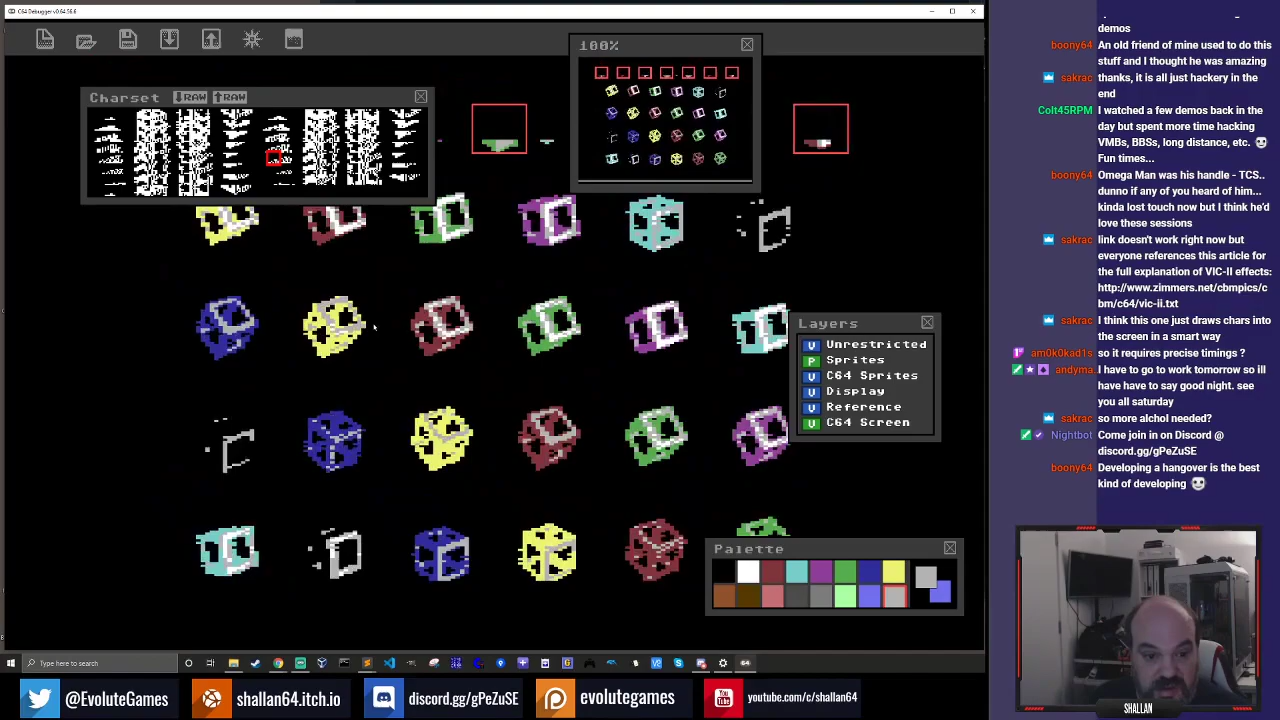 C64 Debugger v0.64.56.6
100%
Charset
RAW
RAW
Layers
V Unrestricted
P Sprites
V C64 Sprites
V Display
V Reference
V C64 Screen
Palette
Type here to search
64
@EvoluteGames
shallan64.itch.io
discord.gg/gPeZuSE
evolutegames
You
Tube
youtube.com/c/shallan64
demos
boony64 An old friend of mine used to do this
stuff and I thought he was amazing
sakrac thanks, it is all just hackery in the
end
Colt45RPM I watched a few demos back in the
day but spent more time hacking
VMBs, BBSs, long distance, etc.
Fun times...
boony64 Omega Man was his handle - TCS..
dunno if any of you heard of him...
kinda lost touch now but I think he'd
love these sessions
sakrac link doesn't work right now but
everyone references this article for
the full explanation of VIC-II effects:
http://www.zimmers.net/cbmpics/c
bm/c64/vic-ii.txt
sakrac I think this one just draws chars into
the screen in a smart way
am0k0kad1s so it requires precise timings ?
andyma I have to go to work tomorrow so ill
have have to say good night. see
you all saturday
sakrac so more alchol needed?
Nightbot Come join in on Discord @
discord.gg/gPeZuSE
boony64 Developing a hangover is the best
kind of developing
SHALLAN